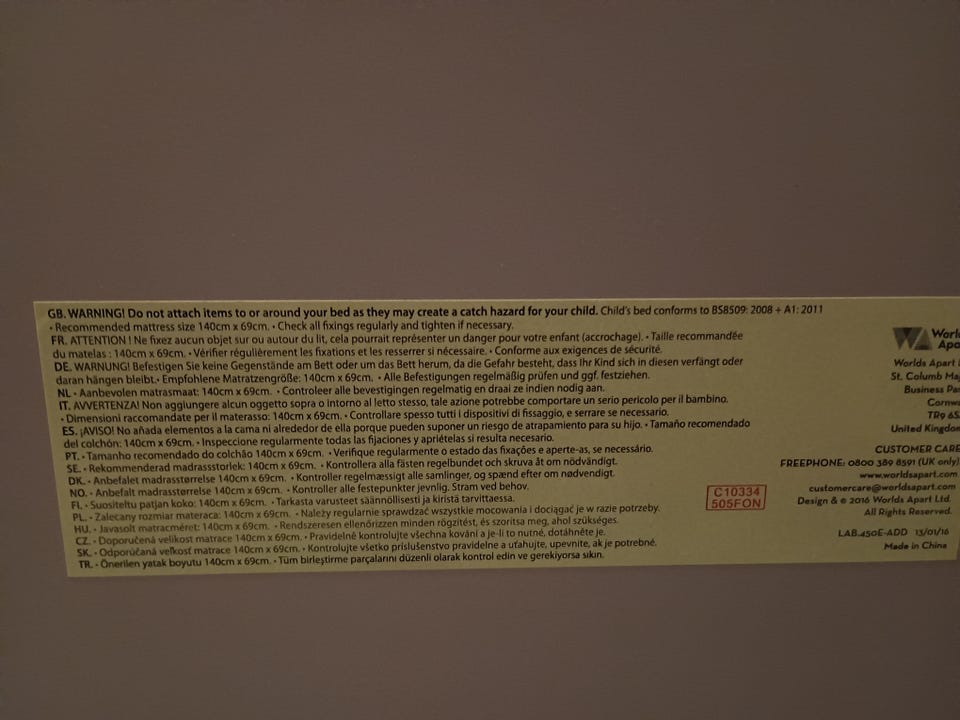 GB. WARNING! Do not attach items to or around your bed as they may create a catch hazard for your child. Child's bed conforms to BS8509: 2008 + A1: 2011
• Recommended mattress size 140cm x 69cm. • Check all fixings regularly and tighten if necessary.
FR. ATTENTION ! Ne fixez aucun objet sur ou autour du lit, cela pourrait représenter un danger pour votre enfant (accrochage). • Taille recommandée
du matelas : 140cm x 69cm. • Vérifier régulièrement les fixations et les resserrer si nécessaire. • Conforme aux exigences de sécurité.
DE. WARNUNG! Befestigen Sie keine Gegenstände am Bett oder um das Bett herum, da die Gefahr besteht, dass Ihr Kind sich in diesen verfängt oder
daran hängen bleibt. • Empfohlene Matratzengröße: 140cm x 69cm. • Alle Befestigungen regelmäßig prüfen und ggf. festziehen.
NL • Aanbevolen matrasmaat: 140cm x 69cm. • Controleer alle bevestigingen regelmatig en draai ze indien nodig aan.
IT. AVVERTENZA! Non aggiungere alcun oggetto sopra o intorno al letto stesso, tale azione potrebbe comportare un serio pericolo per il bambino.
• Dimensioni raccomandate per il materasso: 140cm x 69cm. • Controllare spesso tutti i dispositivi di fissaggio, e serrare se necessario.
ES. ¡AVISO! No añada elementos a la cama ni alrededor de ella porque pueden suponer un riesgo de atrapamiento para su hijo. • Tamaño recomendado
del colchón: 140cm x 69cm. • Inspeccione regularmente todas las fijaciones y apriételas si resulta necesario.
PT. • Tamanho recomendado do colchão 140cm x 69cm. • Verifique regularmente o estado das fixações e aperte-as, se necessário.
SE. • Rekommenderad madrassstorlek: 140cm x 69cm. • Kontrollera alla fästen regelbundet och skruva åt om nödvändigt.
DK. • Anbefalet madrasstørrelse 140cm x 69cm. • Kontroller regelmæssigt alle samlinger, og spænd efter om nødvendigt.
NO. • Anbefalt madrasstørrelse 140cm x 69cm. • Kontroller alle festepunkter jevnlig. Stram ved behov.
FI. • Suositeltu patjan koko: 140cm x 69cm. • Tarkasta varusteet säännöllisesti ja kiristä tarvittaessa.
PL. • Zalecany rozmiar materaca: 140cm x 69cm. • Należy regularnie sprawdzać wszystkie mocowania i dociągać je w razie potrzeby.
HU. • Javasolt matracméret: 140cm x 69cm. • Rendszeresen ellenőrizzen minden rögzítést, és szorítsa meg, ahol szükséges.
CZ. • Doporučená velikost matrace 140cm x 69cm. • Pravidelně kontrolujte všechna kování a je-li to nutné, dotáhněte je.
SK. • Odporúčaná veľkosť matrace 140cm x 69cm. • Kontrolujte všetko príslušenstvo pravidelne a uťahujte, upevnite, ak je potrebné.
TR. • Önerilen yatak boyutu 140cm x 69cm. • Tüm birleştirme parçalarını düzenli olarak kontrol edin ve gerekiyorsa sıkın.
C10334
505FON
Worlds Apart
St. Columb
Business
TR9
United
CUSTOMER CARE
FREEPHONE: 0800 389 8591 (UK only)
www.worldsapart.com
customercare@worldsapart.com
Design & © 2016 Worlds Apart Ltd.
All Rights Reserved.
LAB.450E-ADD 13/01/16
Made in China